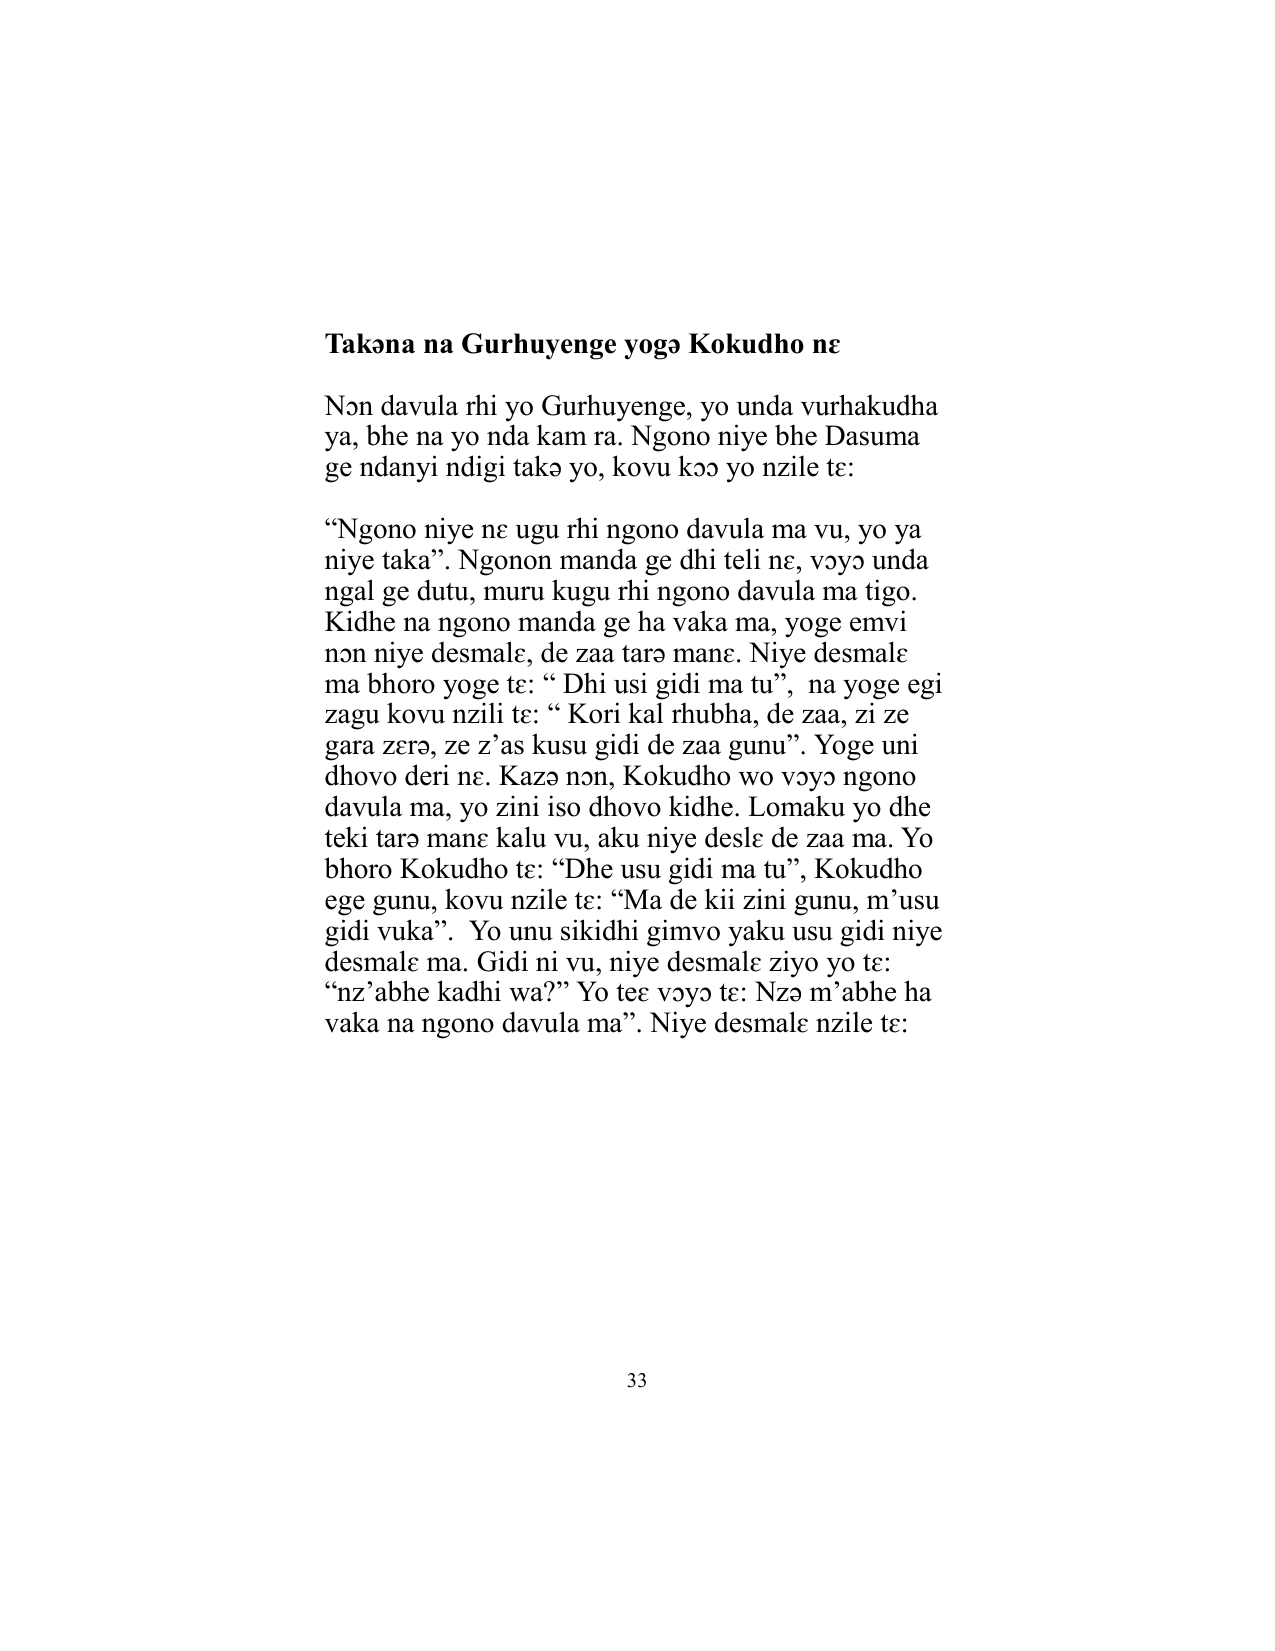 Takəna na Gurhuyenge yogə Kokudho nɛ
Nɔn davula rhi yo Gurhuyenge, yo unda vurhakudha
ya, bhe na yo nda kam ra. Ngono niye bhe Dasuma
ge ndanyi ndigi takə yo, kovu kɔɔ yo nzile tɛ:
“Ngono niye nɛ ugu rhi ngono davula ma vu, yo ya
niye taka”. Ngonon manda ge dhi teli nɛ, vɔyɔ unda
ngal ge dutu, muru kugu rhi ngono davula ma tigo.
Kidhe na ngono manda ge ha vaka ma, yoge emvi
nɔn niye desmalɛ, de zaa tarə manɛ. Niye desmalɛ
ma bhoro yoge tɛ: “ Dhi usi gidi ma tu”,  na yoge egi
zagu kovu nzili tɛ: “ Kori kal rhubha, de zaa, zi ze
gara zɛrə, ze z’as kusu gidi de zaa gunu”. Yoge uni
dhovo deri nɛ. Kazə nɔn, Kokudho wo vɔyɔ ngono
davula ma, yo zini iso dhovo kidhe. Lomaku yo dhe
teki tarə manɛ kalu vu, aku niye deslɛ de zaa ma. Yo
bhoro Kokudho tɛ: “Dhe usu gidi ma tu”, Kokudho
ege gunu, kovu nzile tɛ: “Ma de kii zini gunu, m’usu
gidi vuka”.  Yo unu sikidhi gimvo yaku usu gidi niye
desmalɛ ma. Gidi ni vu, niye desmalɛ ziyo yo tɛ:
“nz’abhe kadhi wa?” Yo teɛ vɔyɔ tɛ: Nzə m’abhe ha
vaka na ngono davula ma”. Niye desmalɛ nzile tɛ:
33